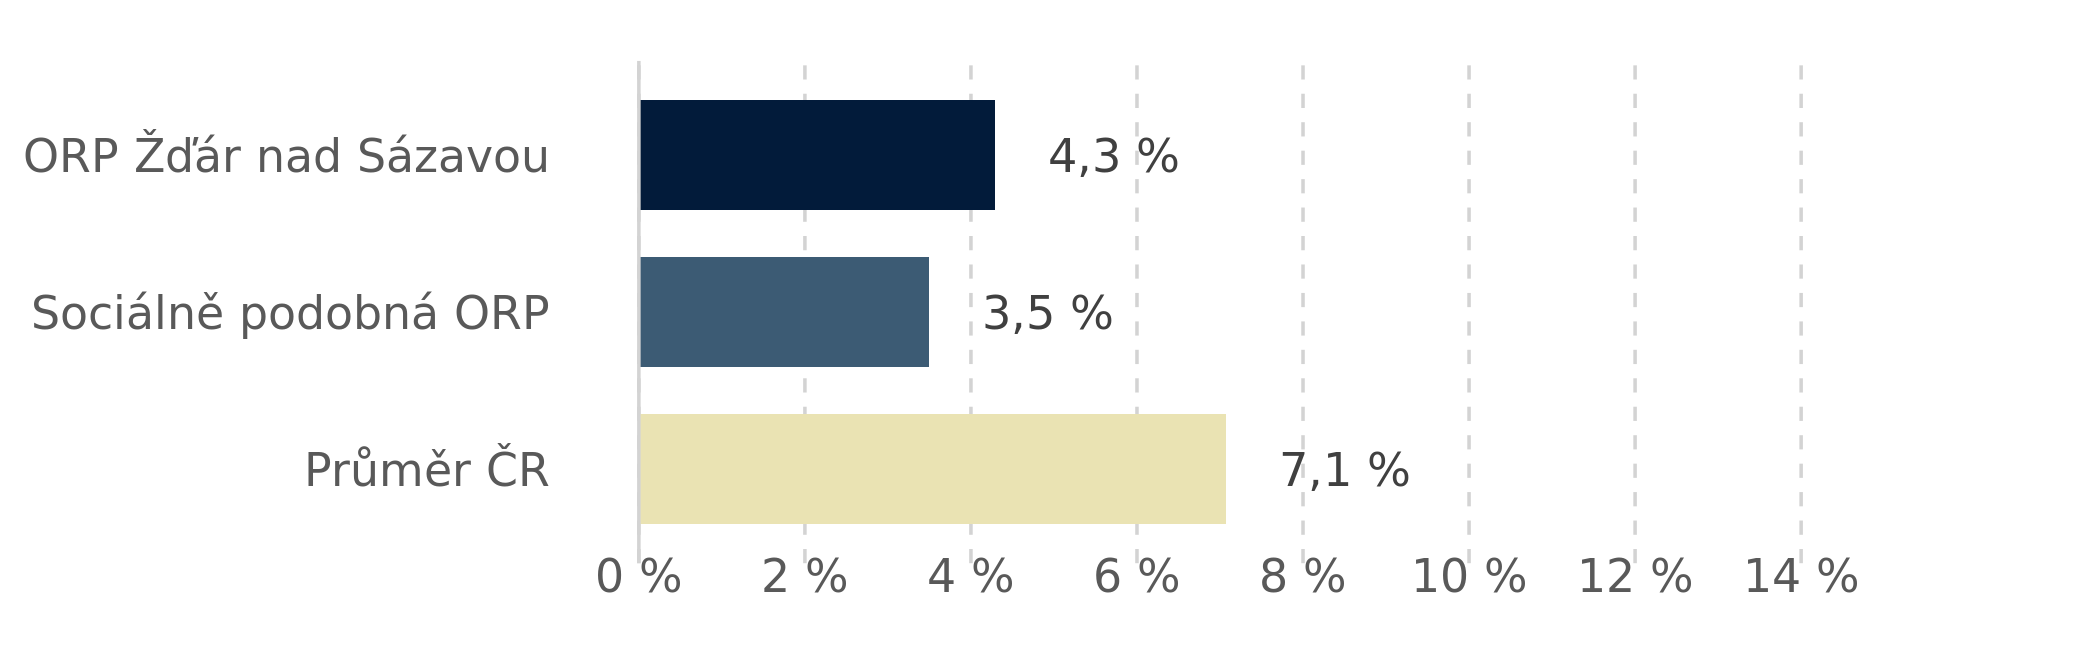 ORP Žďár nad Sázavou
4,3 %
Sociálně podobná ORP
3,5 %
Průměr ČR
7,1 %
0 % 2 % 4 % 6 % 8 % 10 % 12 % 14 %